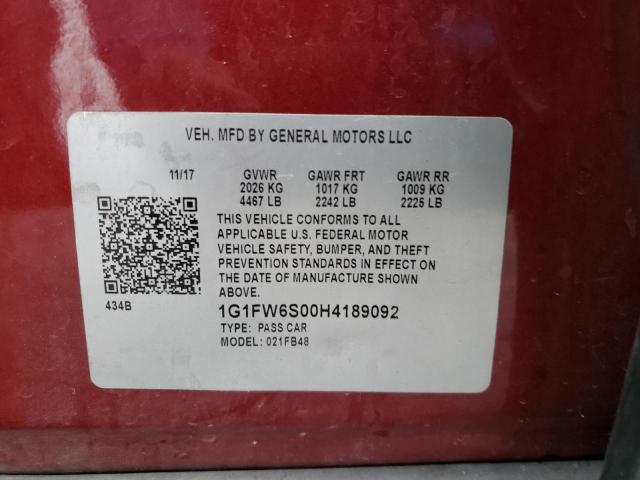 VEH. MFD BY GENERAL MOTORS LLC
11/17 GVWR GAWR FRT GAWR RR
2026 KG 1017 KG 1009 KG
4467 LB 2242 LB 2225 LB
THIS VEHICLE CONFORMS TO ALL
APPLICABLE U.S. FEDERAL MOTOR
VEHICLE SAFETY, BUMPER, AND THEFT
PREVENTION STANDARDS IN EFFECT ON
THE DATE OF MANUFACTURE SHOWN
ABOVE.
434B
1G1FW6S00H4189092
TYPE: PASS CAR
MODEL: 021FB48